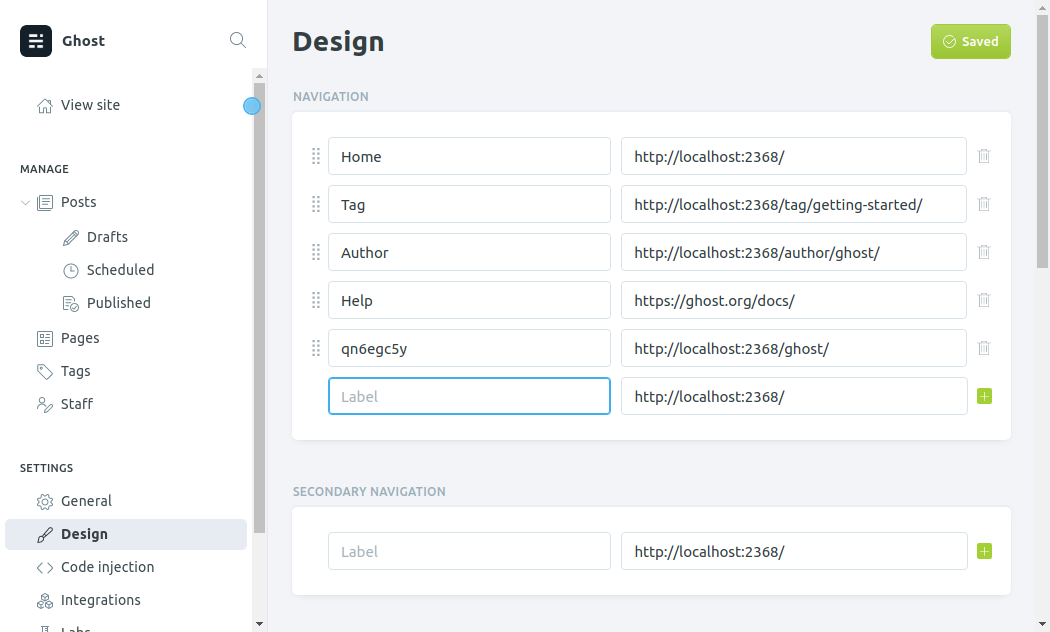 Ghost
View site
MANAGE
Posts
Drafts
Scheduled
Published
Pages
Tags
Staff
SETTINGS
General
Design
Code injection
Integrations
Labs
Design
Saved
NAVIGATION
Home http://localhost:2368/
Tag http://localhost:2368/tag/getting-started/
Author http://localhost:2368/author/ghost/
Help https://ghost.org/docs/
qn6egc5y http://localhost:2368/ghost/
Label http://localhost:2368/
SECONDARY NAVIGATION
Label http://localhost:2368/